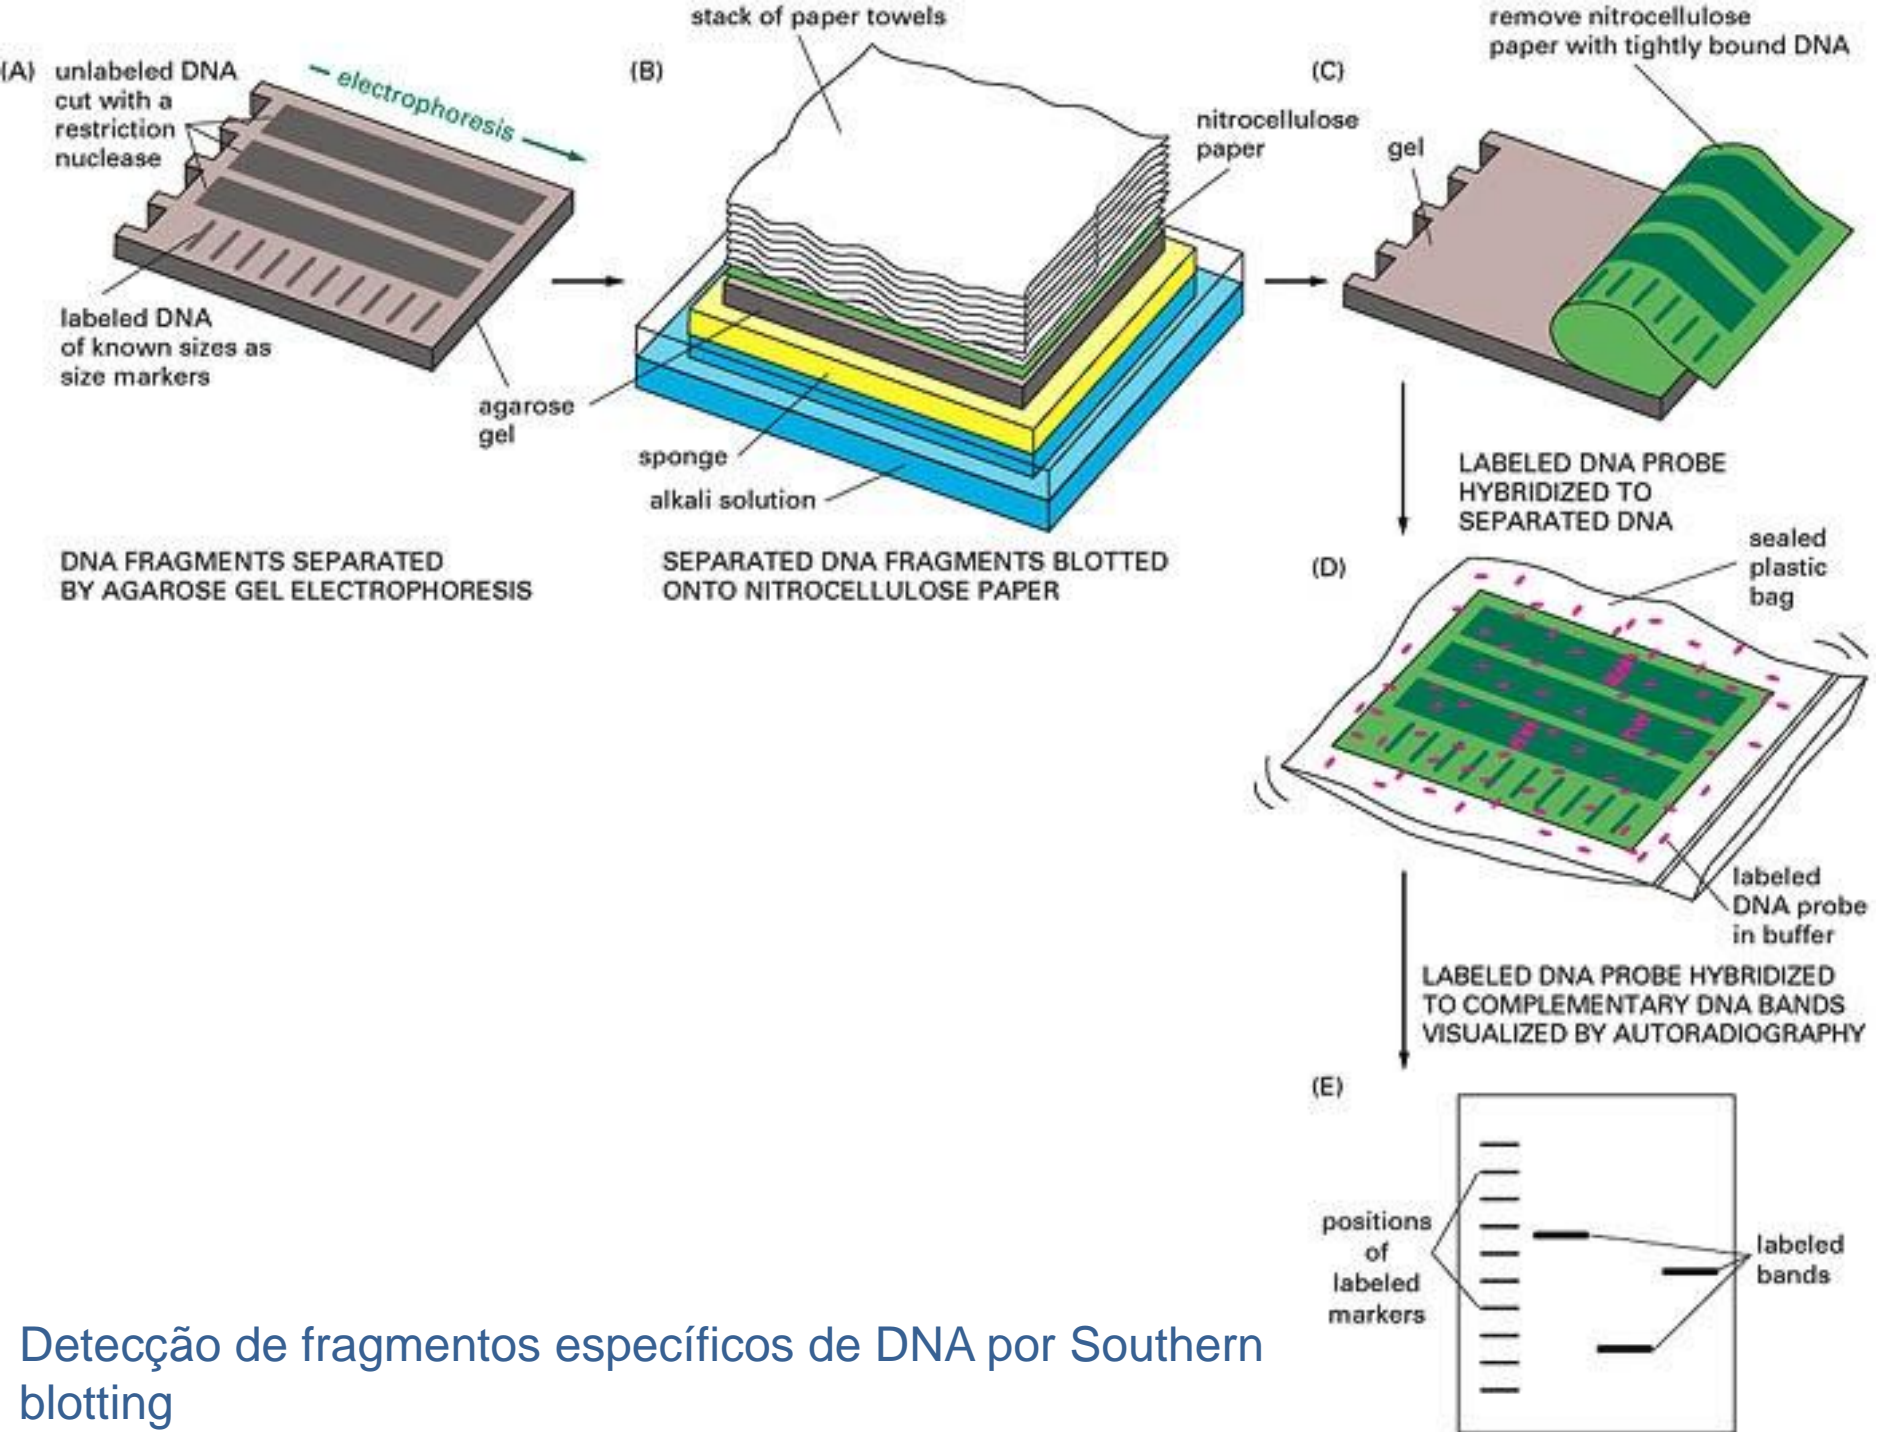 (A)
unlabeled DNA
cut with a
restriction
nuclease
electrophoresis
labeled DNA
of known sizes as
size markers
agarose
gel
DNA FRAGMENTS SEPARATED
BY AGAROSE GEL ELECTROPHORESIS
(B)
stack of paper towels
nitrocellulose
paper
sponge
alkali solution
SEPARATED DNA FRAGMENTS BLOTTED
ONTO NITROCELLULOSE PAPER
(C)
remove nitrocellulose
paper with tightly bound DNA
gel
LABELED DNA PROBE
HYBRIDIZED TO
SEPARATED DNA
(D)
sealed
plastic
bag
labeled
DNA probe
in buffer
LABELED DNA PROBE HYBRIDIZED
TO COMPLEMENTARY DNA BANDS
VISUALIZED BY AUTORADIOGRAPHY
(E)
positions
of
labeled
markers
labeled
bands
Detecção de fragmentos específicos de DNA por Southern
blotting